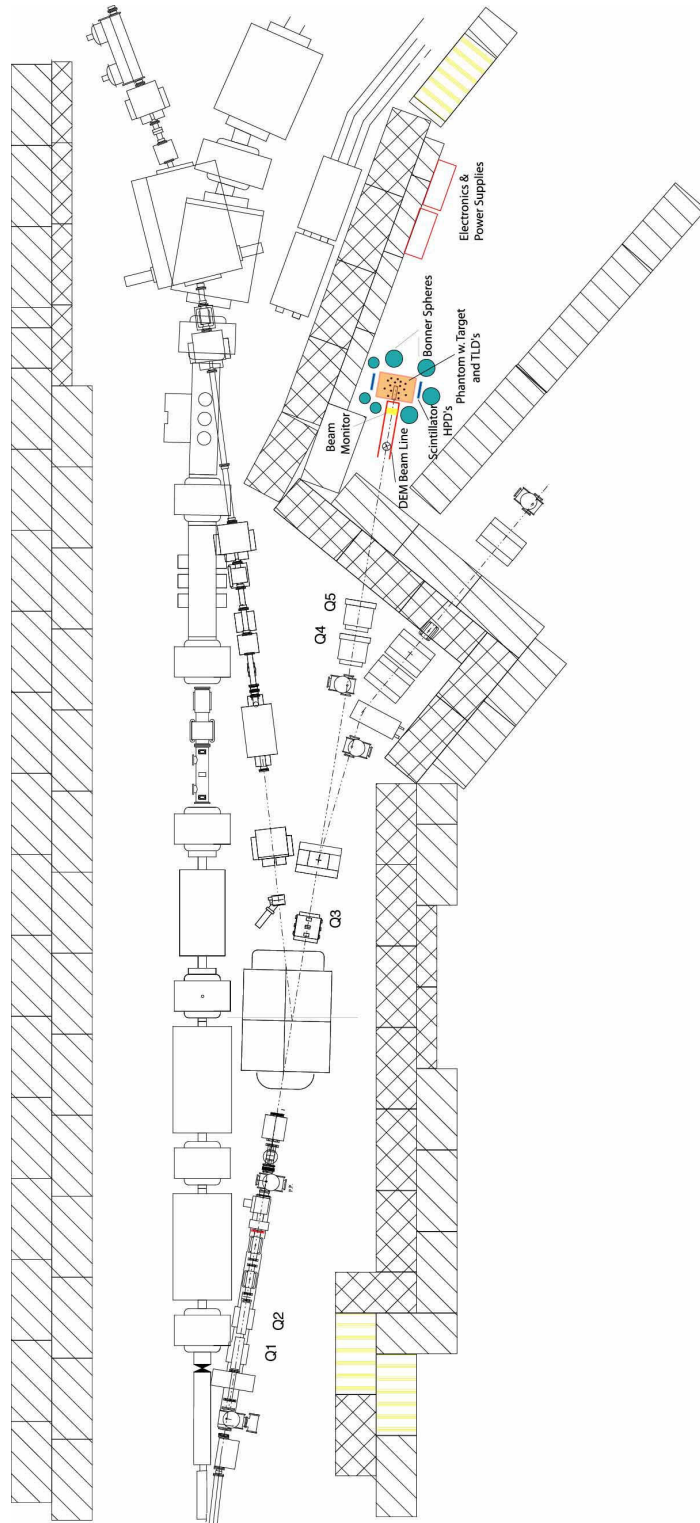 Electronics &
Power Supplies
Bonner Spheres
Phantom w. Target
and TLD's
Scintillator
HPD's
Beam
Monitor
DEM Beam Line
Q5
Q4
Q3
Q2
Q1